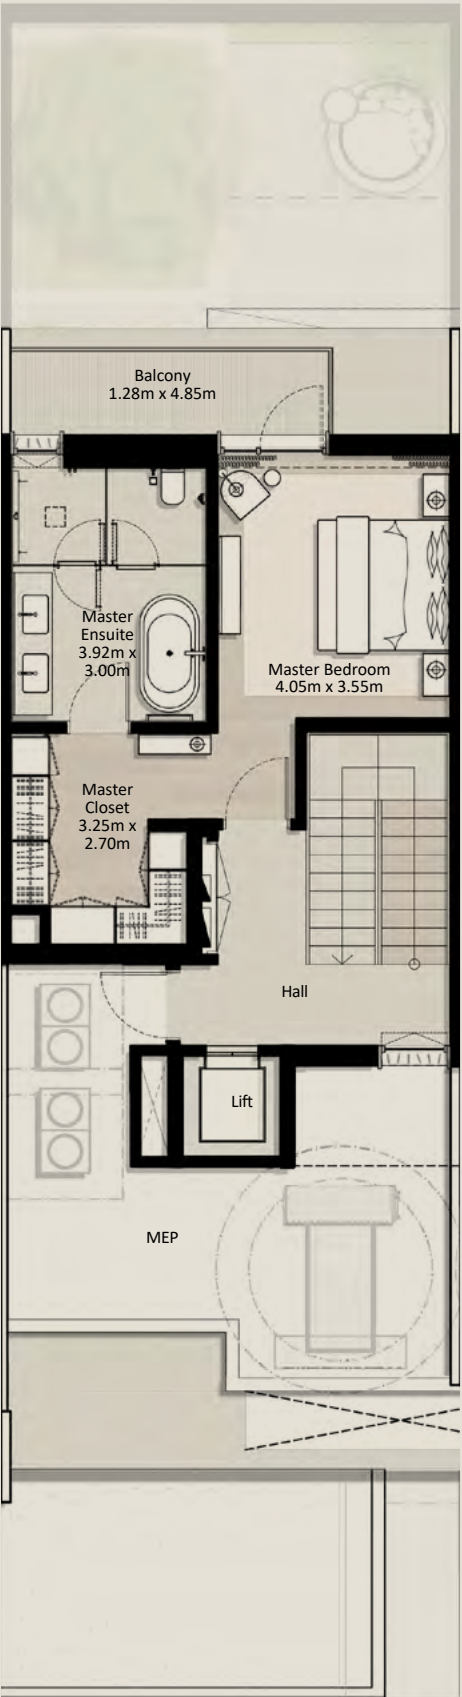 Balcony
1.28m x 4.85m
Master
Ensuite
3.92m x
3.00m
Master Bedroom
4.05m x 3.55m
Master
Closet
3.25m x
2.70m
Hall
Lift
MEP